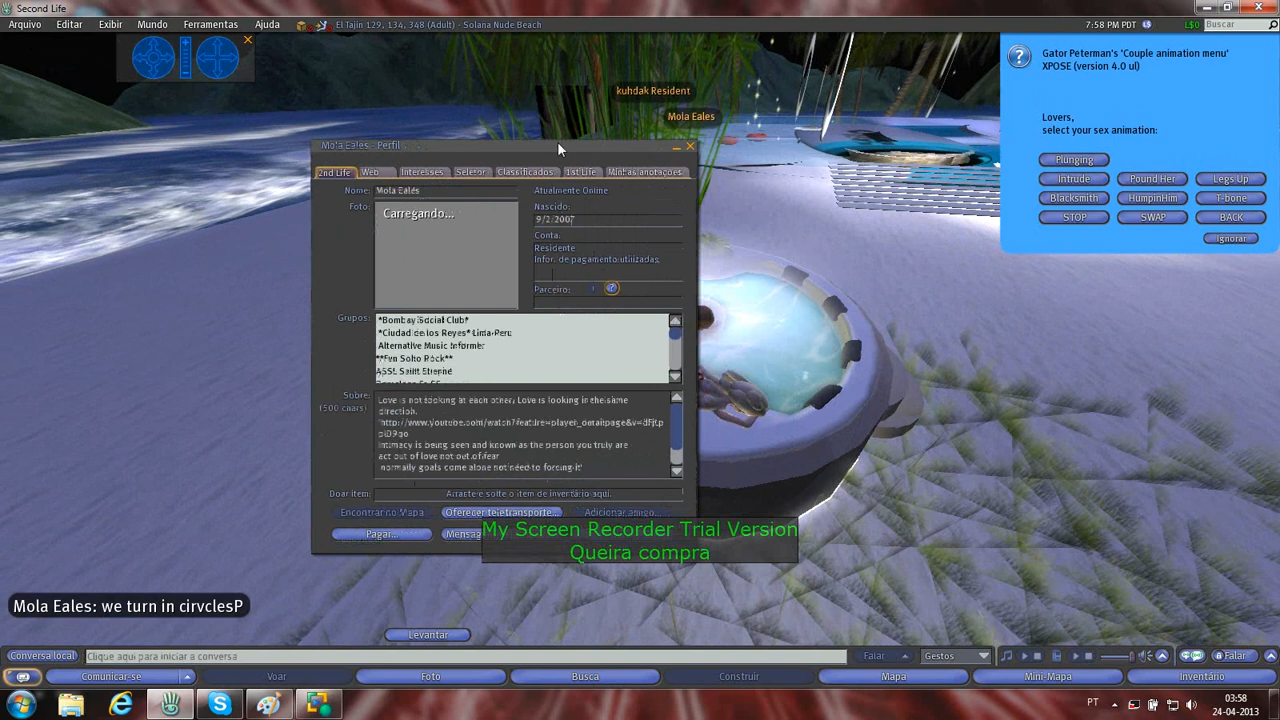 Second Life
Arquivo Editar Exibir Mundo Ferramentas Ajuda
El Tajin 129, 134, 348 (Adult) - Solana Nude Beach
7:58 PM PDT
L$0
Buscar
kuhdak Resident
Mola Eales
Gator Peterman's 'Couple animation menu'
XPOSE (version 4.0 ul)
Lovers,
select your sex animation:
Plunging
Intrude Pound Her Legs Up
Blacksmith HumpinHim T-bone
STOP SWAP BACK
Ignorar
Mola Eales - Perfil
2nd Life Web Interesses Seletor Classificados 1st Life Minhas anotações
Nome: Mola Eales
Foto: Carregando...
Atualmente Online
Nascido:
9/2/2007
Conta:
Residente
Infor. de pagamento utilizadas
Parceiro: ?
Grupos:
*Bombay Social Club*
*Ciudad de los Reyes* Lima-Peru
Alternative Music Informer
ASSE Saint Etienne
Sobre:
(500 chars)
Love is not looking at each other, Love is looking in the same
direction.
intimacy is being seen and known as the person you truly are
act out of love not out of fear
normally goals come alone not need to forcing it'
Doar item: Arraste e solte o item de inventário aqui.
Encontrar no Mapa Oferecer teletransporte... Adicionar amigo...
Pagar...
My Screen Recorder Trial Version
Queira compra
Mola Eales: we turn in cirvclesP
Levantar
Conversa local Clique aqui para iniciar a conversa Falar Gestos Falar
Comunicar-se Voar Foto Busca Construir Mapa Mini-Mapa Inventário
PT
03:58
24-04-2013